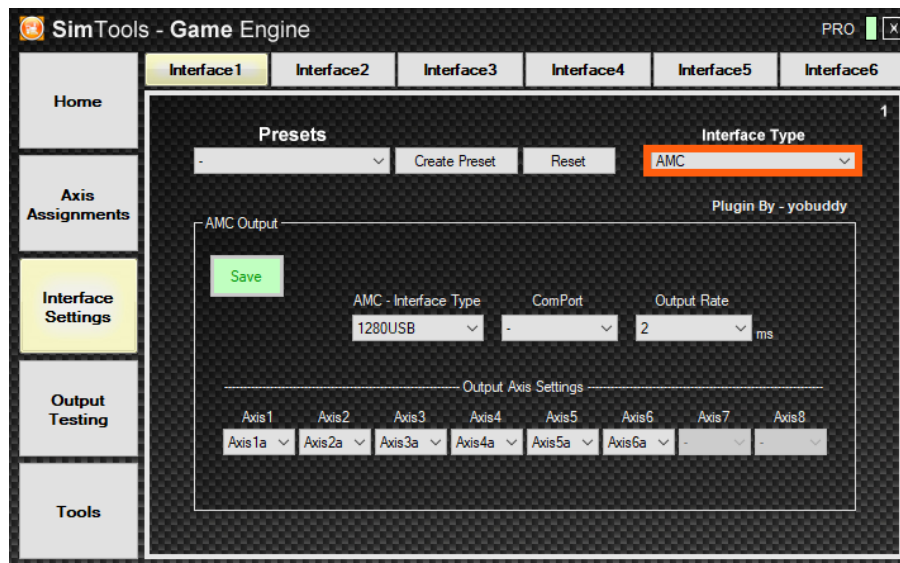 SimTools - Game Engine
PRO
X
Interface1 Interface2 Interface3 Interface4 Interface5 Interface6
Home
Axis
Assignments
Interface
Settings
Output
Testing
Tools
1
Presets
Interface Type
-
Create Preset
Reset
AMC
Plugin By - yobuddy
AMC Output
Save
AMC - Interface Type ComPort Output Rate
1280USB - 2 ms
Output Axis Settings
Axis1 Axis2 Axis3 Axis4 Axis5 Axis6 Axis7 Axis8
Axis1a Axis2a Axis3a Axis4a Axis5a Axis6a - -